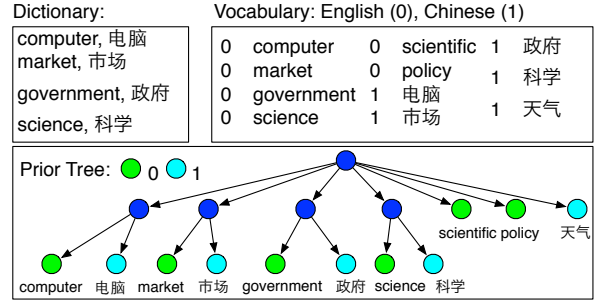 Dictionary:
computer, 电脑
market, 市场
government, 政府
science, 科学
Vocabulary: English (0), Chinese (1)
0 computer 0 scientific 1 政府
0 market 0 policy 1 科学
0 government 1 电脑 1 天气
0 science 1 市场
Prior Tree: 0 1
scientific policy 天气
computer 电脑 market 市场 government 政府 science 科学